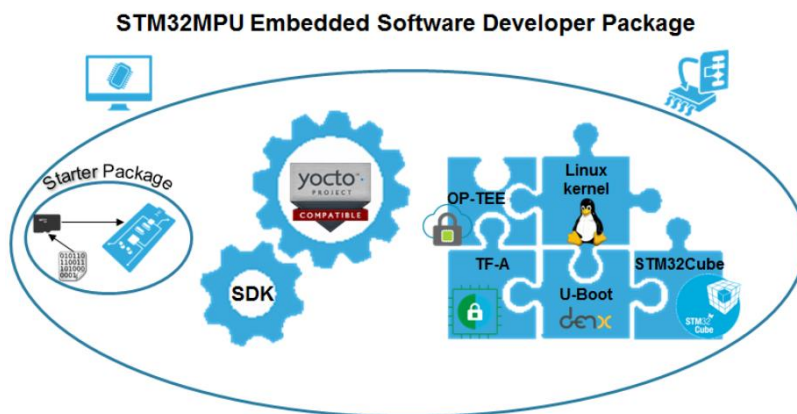 STM32MPU Embedded Software Developer Package
Starter Package
010110
110011
101000
0001
SDK
yocto
PROJECT
COMPATIBLE
OP-TEE
Linux
kernel
TF-A
U-Boot
denx
STM32Cube
STM32
Cube